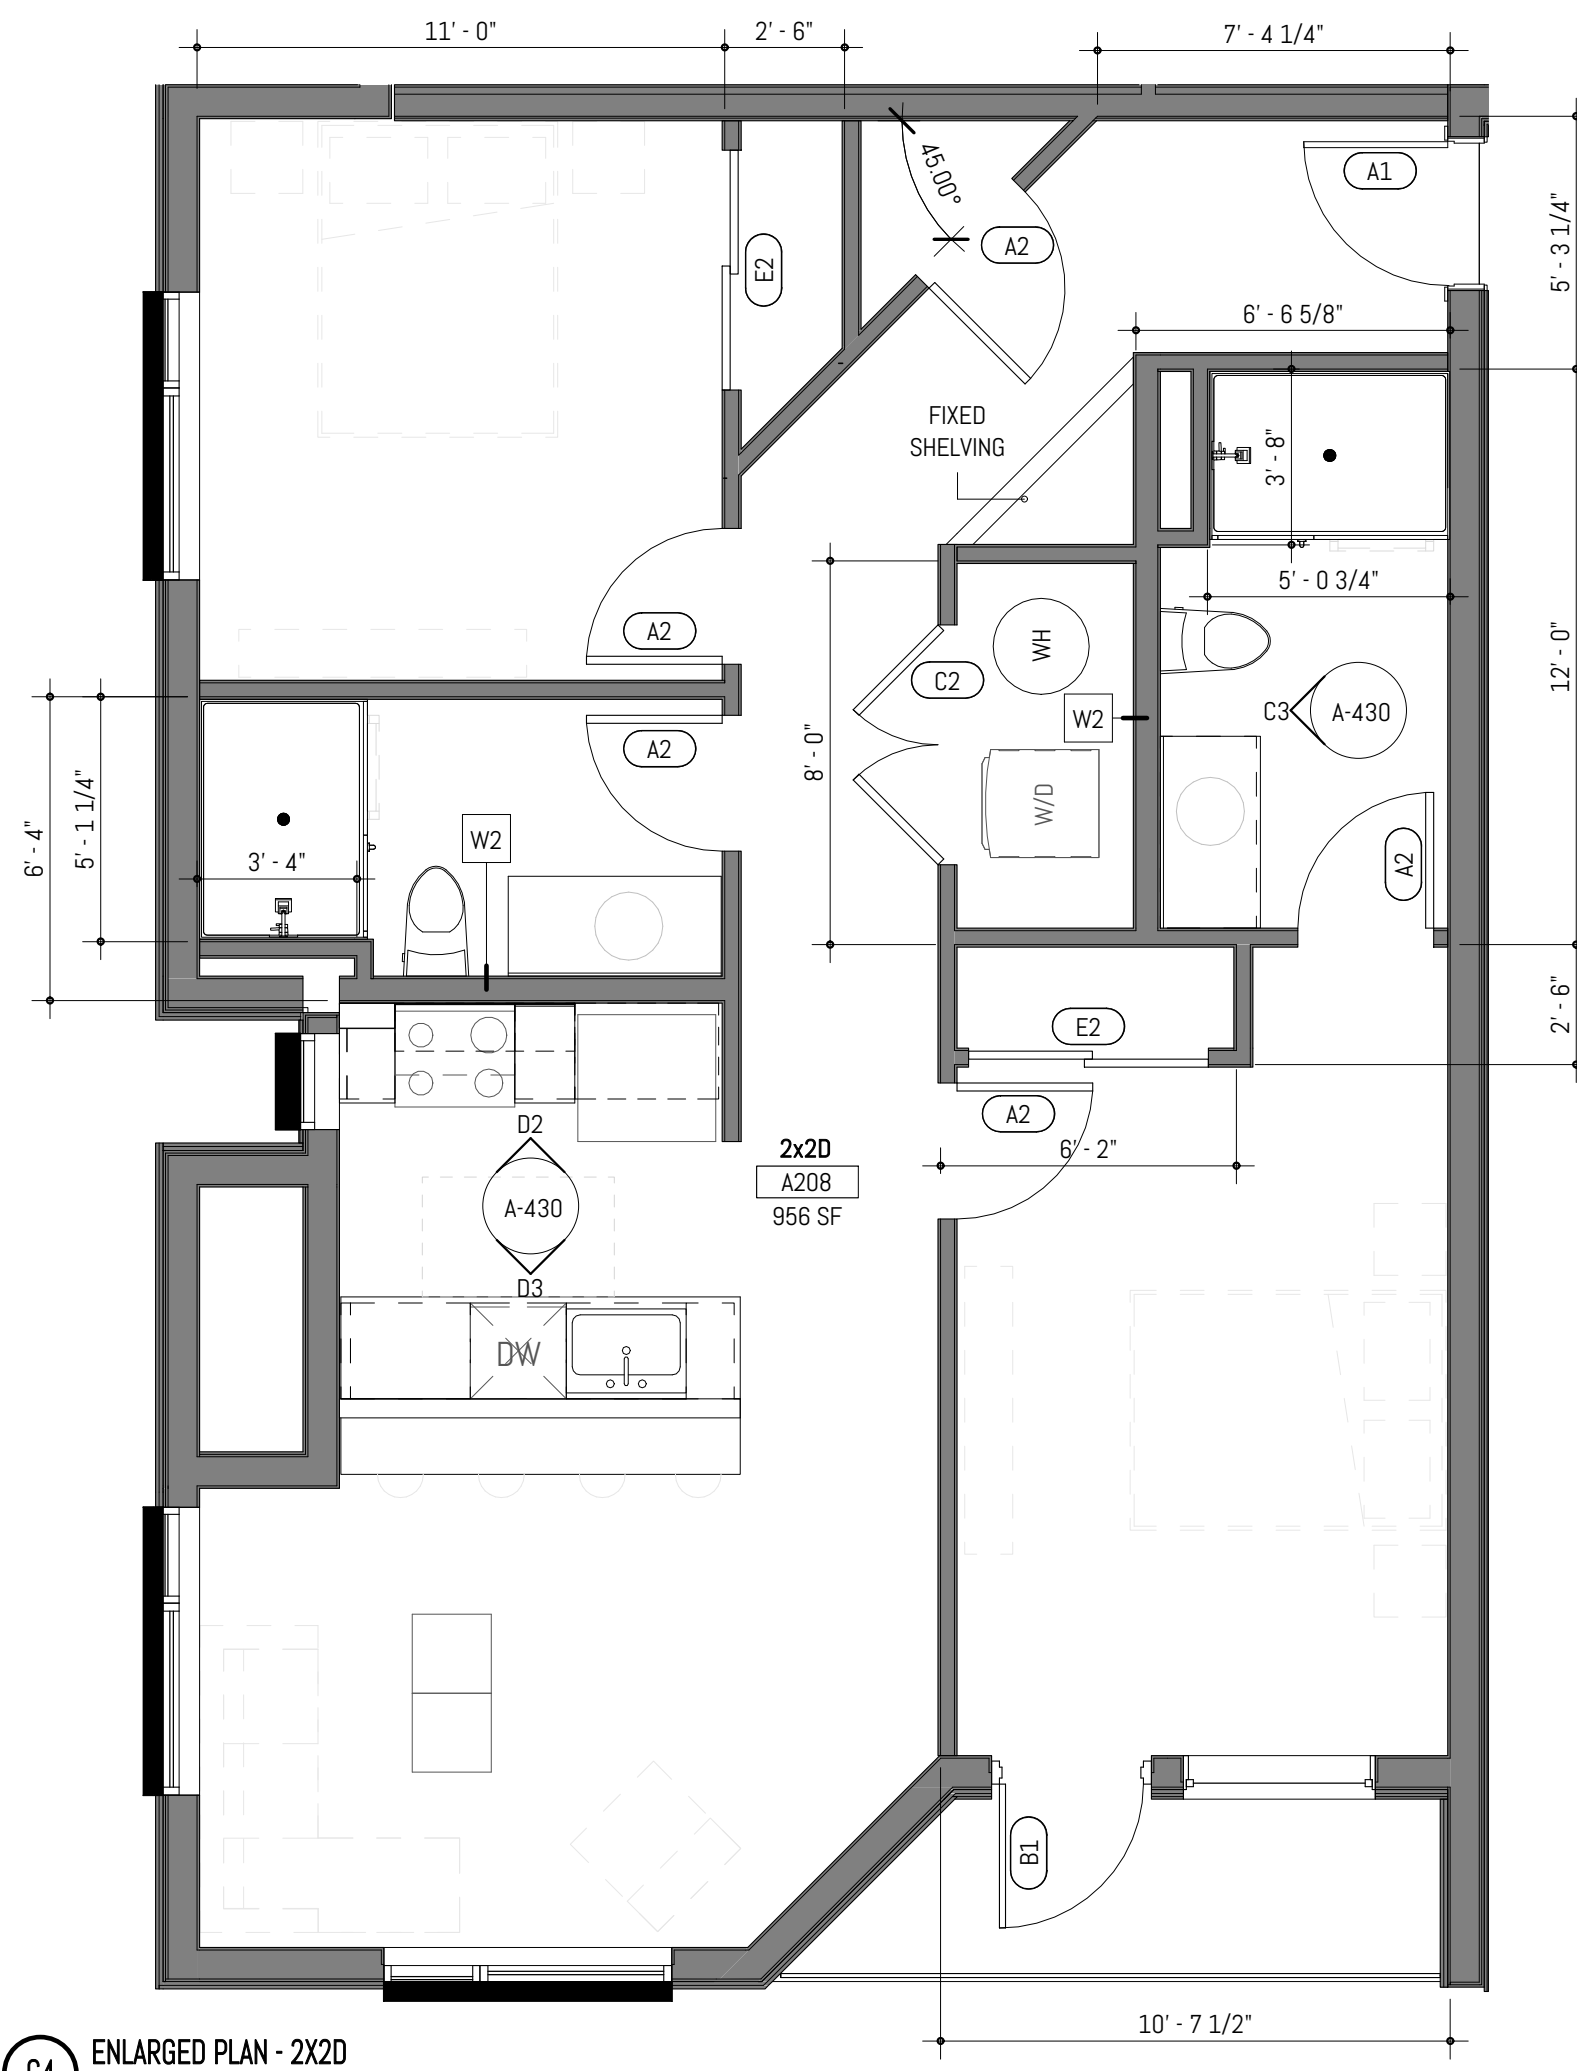 11' - 0"
2' - 6"
7' - 4 1/4"
45.00°
A1
A2
E2
5' - 3 1/4"
6' - 6 5/8"
FIXED
SHELVING
3' - 8"
5' - 0 3/4"
A2
C2
WH
W2
C3
A-430
12' - 0"
A2
8' - 0"
W/D
6' - 4"
5' - 1 1/4"
3' - 4"
W2
A2
E2
2' - 6"
A2
6' - 2"
D2
A-430
D3
2x2D
A208
956 SF
DW
B1
10' - 7 1/2"
ENLARGED PLAN - 2X2D